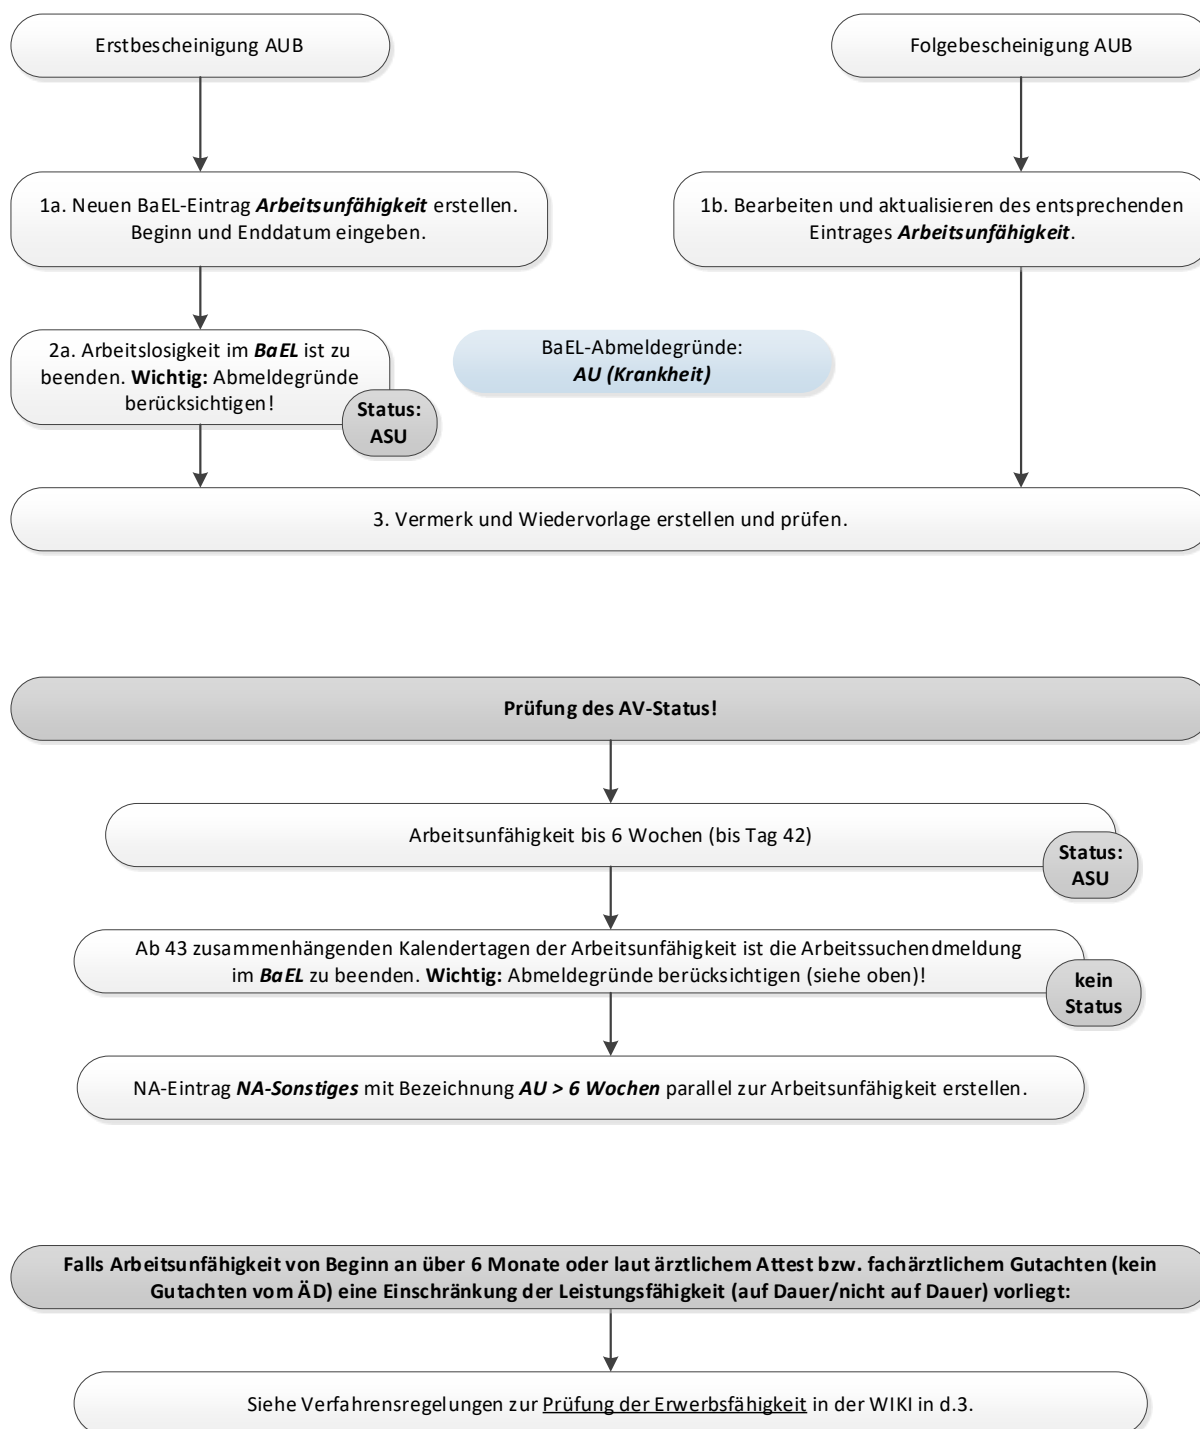 Erstbescheinigung AUB
Folgebescheinigung AUB
1a. Neuen BaEL-Eintrag Arbeitsunfähigkeit erstellen.
Beginn und Enddatum eingeben.
1b. Bearbeiten und aktualisieren des entsprechenden
Eintrages Arbeitsunfähigkeit.
2a. Arbeitslosigkeit im BaEL ist zu
beenden. Wichtig: Abmeldegründe
berücksichtigen!
Status:
ASU
BaEL-Abmeldegründe:
AU (Krankheit)
3. Vermerk und Wiedervorlage erstellen und prüfen.
Prüfung des AV-Status!
Arbeitsunfähigkeit bis 6 Wochen (bis Tag 42)
Status:
ASU
Ab 43 zusammenhängenden Kalendertagen der Arbeitsunfähigkeit ist die Arbeitssuchendmeldung
im BaEL zu beenden. Wichtig: Abmeldegründe berücksichtigen (siehe oben)!
kein
Status
NA-Eintrag NA-Sonstiges mit Bezeichnung AU > 6 Wochen parallel zur Arbeitsunfähigkeit erstellen.
Falls Arbeitsunfähigkeit von Beginn an über 6 Monate oder laut ärztlichem Attest bzw. fachärztlichem Gutachten (kein
Gutachten vom ÄD) eine Einschränkung der Leistungsfähigkeit (auf Dauer/nicht auf Dauer) vorliegt:
Siehe Verfahrensregelungen zur Prüfung der Erwerbsfähigkeit in der WIKI in d.3.